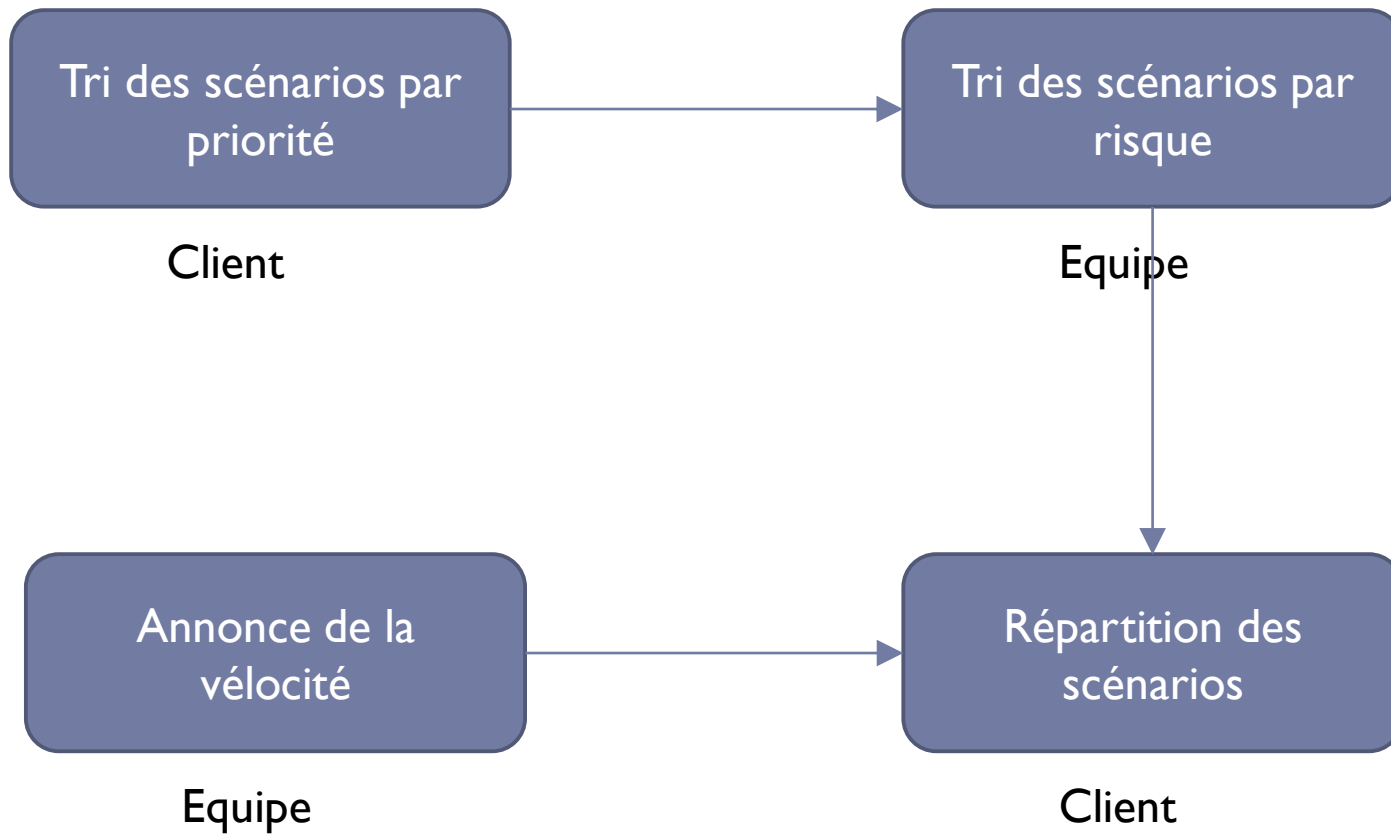 Tri des scénarios par
priorité
Client
Tri des scénarios par
risque
Equipe
Annonce de la
vélocité
Equipe
Répartition des
scénarios
Client